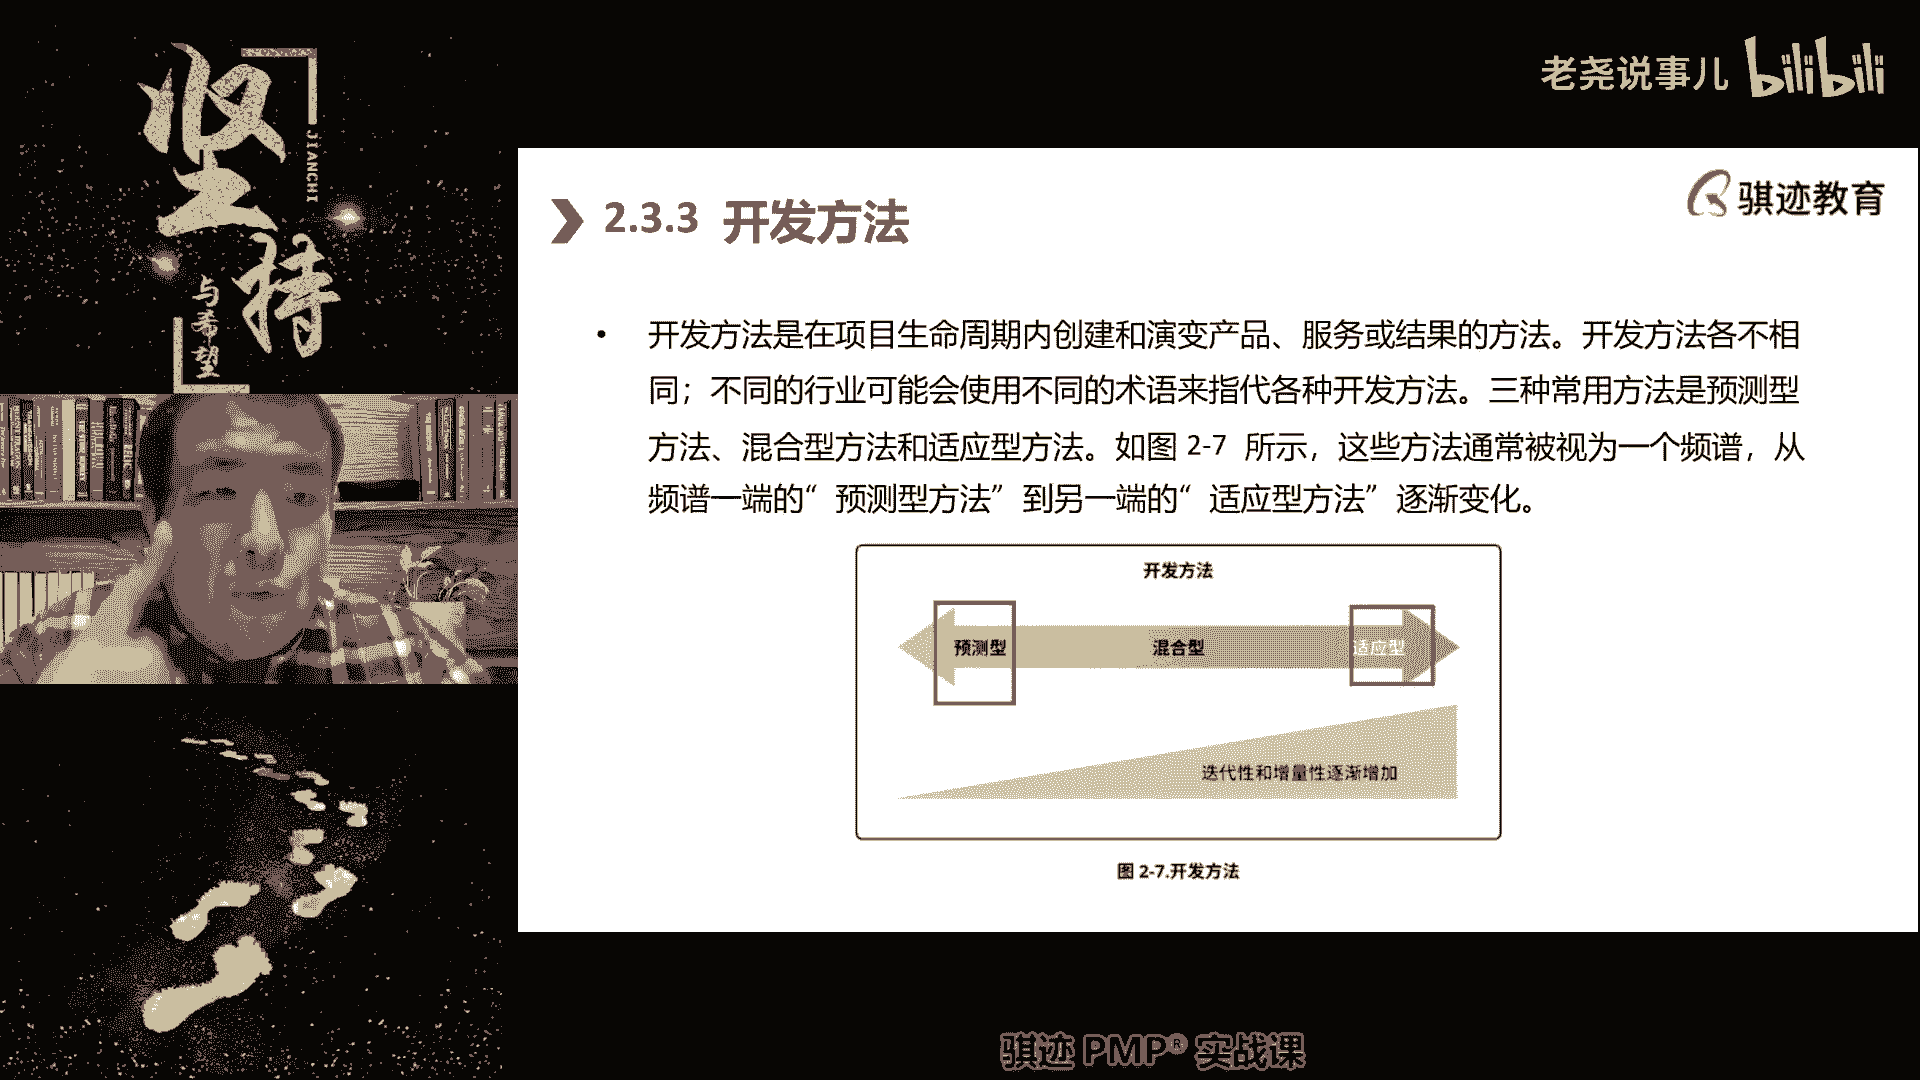 坚持
JIANCHI
与希望
老尧说事儿 bilibili
骐迹教育
2.3.3 开发方法
• 开发方法是在项目生命周期内创建和演变产品、服务或结果的方法。开发方法各不相
同；不同的行业可能会使用不同的术语来指代各种开发方法。三种常用方法是预测型
方法、混合型方法和适应型方法。如图 2-7 所示，这些方法通常被视为一个频谱，从
频谱一端的“预测型方法”到另一端的“适应型方法”逐渐变化。
开发方法
预测型 混合型 适应型
迭代性和增量性逐渐增加
图 2-7.开发方法
骐迹 PMP® 实战课